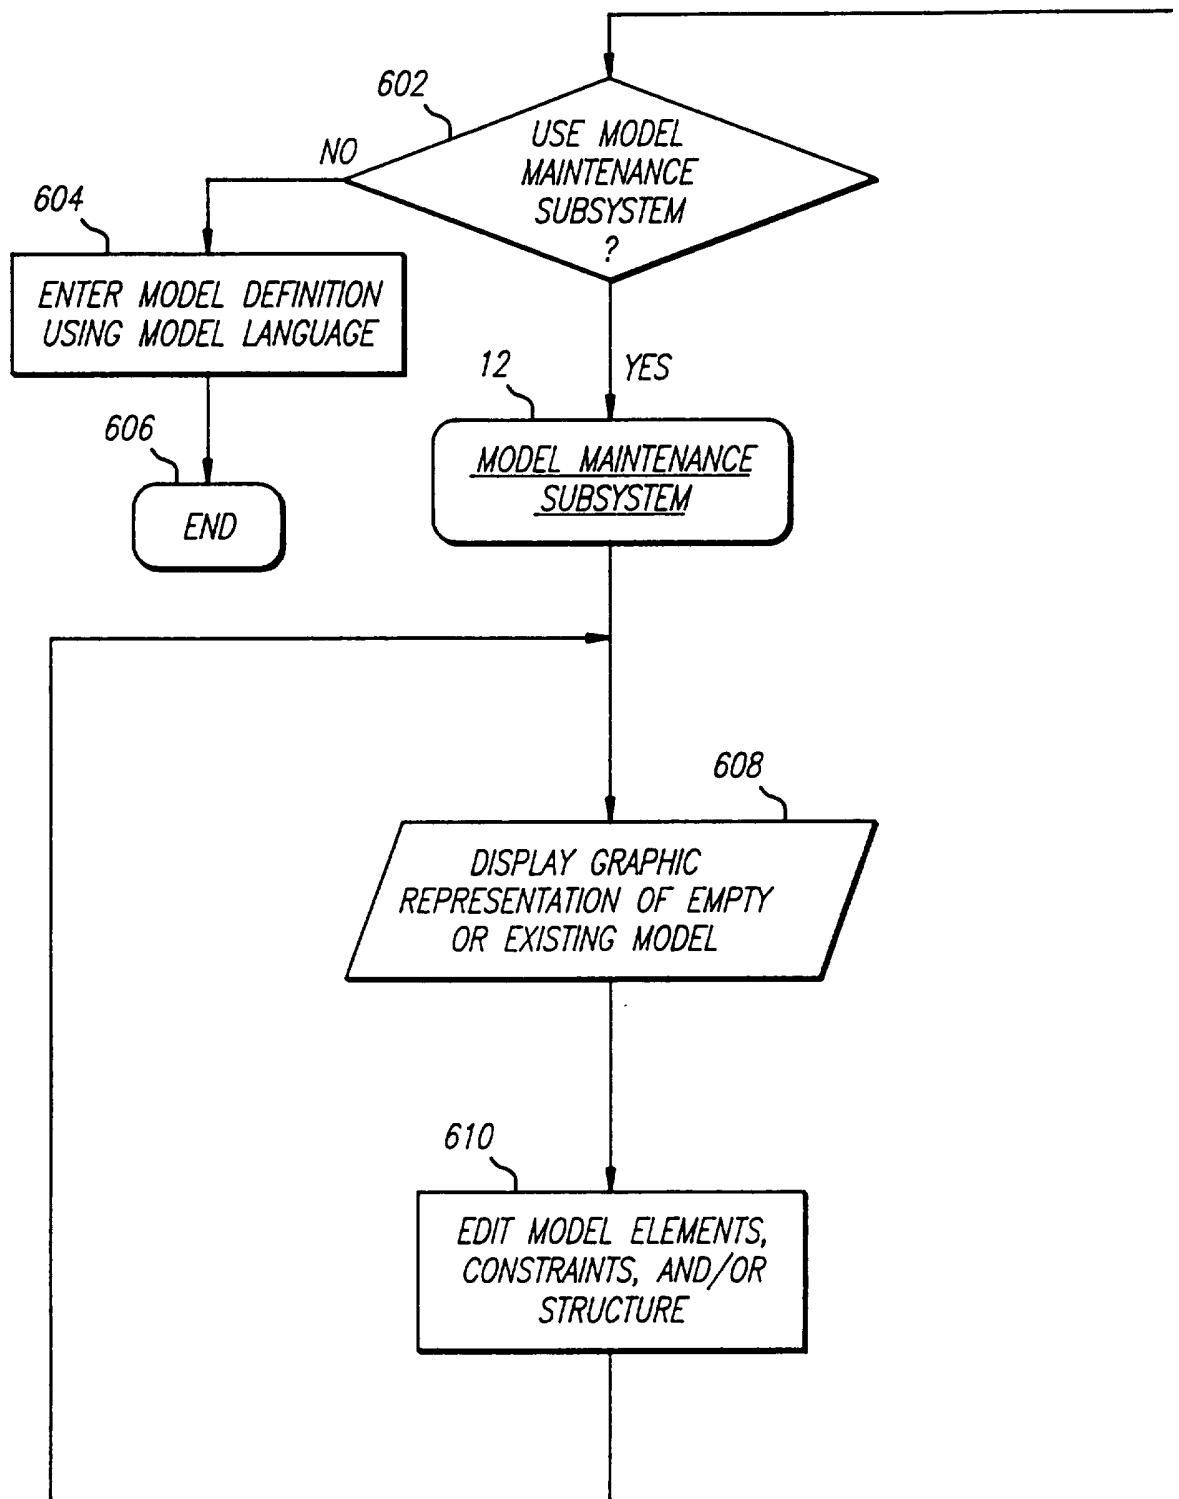 602
USE MODEL
MAINTENANCE
SUBSYSTEM
?
NO
604
ENTER MODEL DEFINITION
USING MODEL LANGUAGE
606
END
YES
12
MODEL MAINTENANCE
SUBSYSTEM
608
DISPLAY GRAPHIC
REPRESENTATION OF EMPTY
OR EXISTING MODEL
610
EDIT MODEL ELEMENTS,
CONSTRAINTS, AND/OR
STRUCTURE